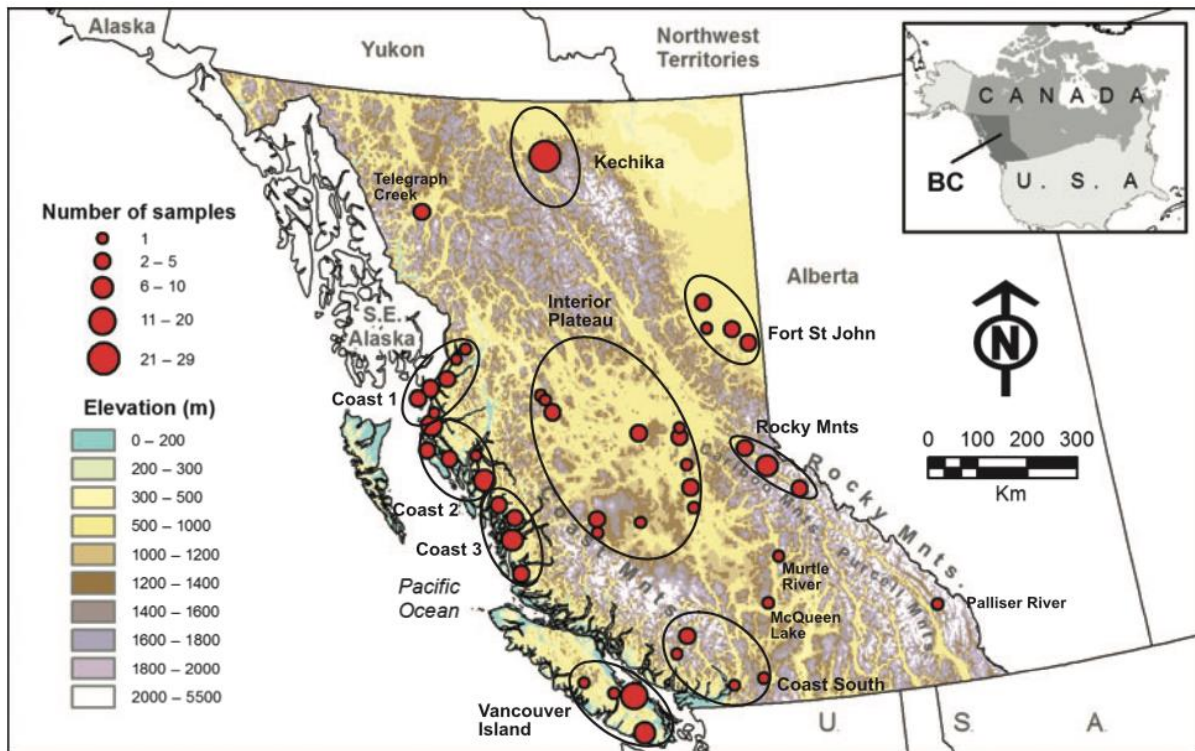 Alaska
Yukon
Northwest
Territories
CANADA
BC
U. S. A
Kechika
Telegraph
Creek
Number of samples
1
2 – 5
6 – 10
11 – 20
21 – 29
S.E.
Alaska
Interior
Plateau
Alberta
Fort St John
N
Coast 1
Elevation (m)
0 – 200
200 – 300
300 – 500
500 – 1000
1000 – 1200
1200 – 1400
1400 – 1600
1600 – 1800
1800 – 2000
2000 – 5500
Rocky Mnts
Rocky Mnts.
0 100 200 300
Km
Cariboo Mnts
Coast 2
Coast 3
Coast Mnts
Pacific
Ocean
Murtle
River
Purcell Mnts
McQueen
Lake
Palliser River
Coast South
Vancouver
Island
U. S. A.